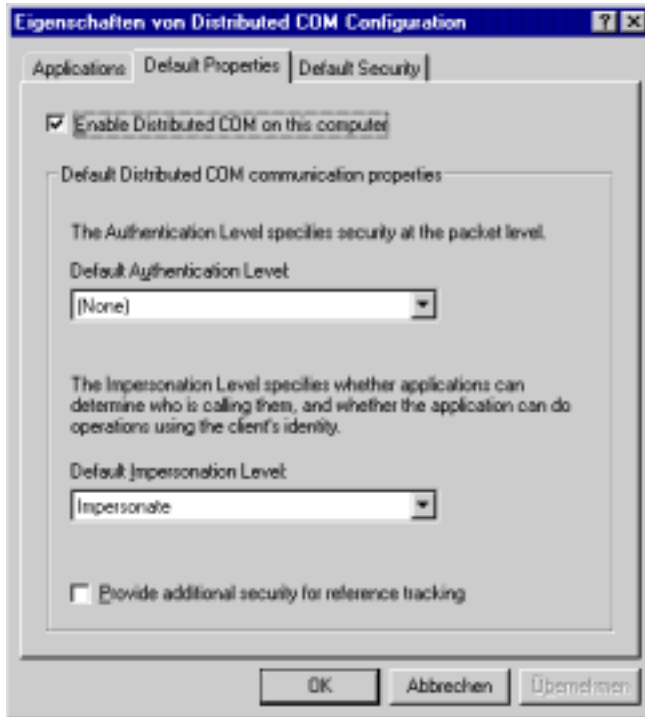 Eigenschaften von Distributed COM Configuration
Applications Default Properties Default Security
Enable Distributed COM on this computer
Default Distributed COM communication properties
The Authentication Level specifies security at the packet level.
Default Authentication Level:
(None)
The Impersonation Level specifies whether applications can
determine who is calling them, and whether the application can do
operations using the client's identity.
Default Impersonation Level:
Impersonate
Provide additional security for reference tracking
OK Abbrechen Übernehmen